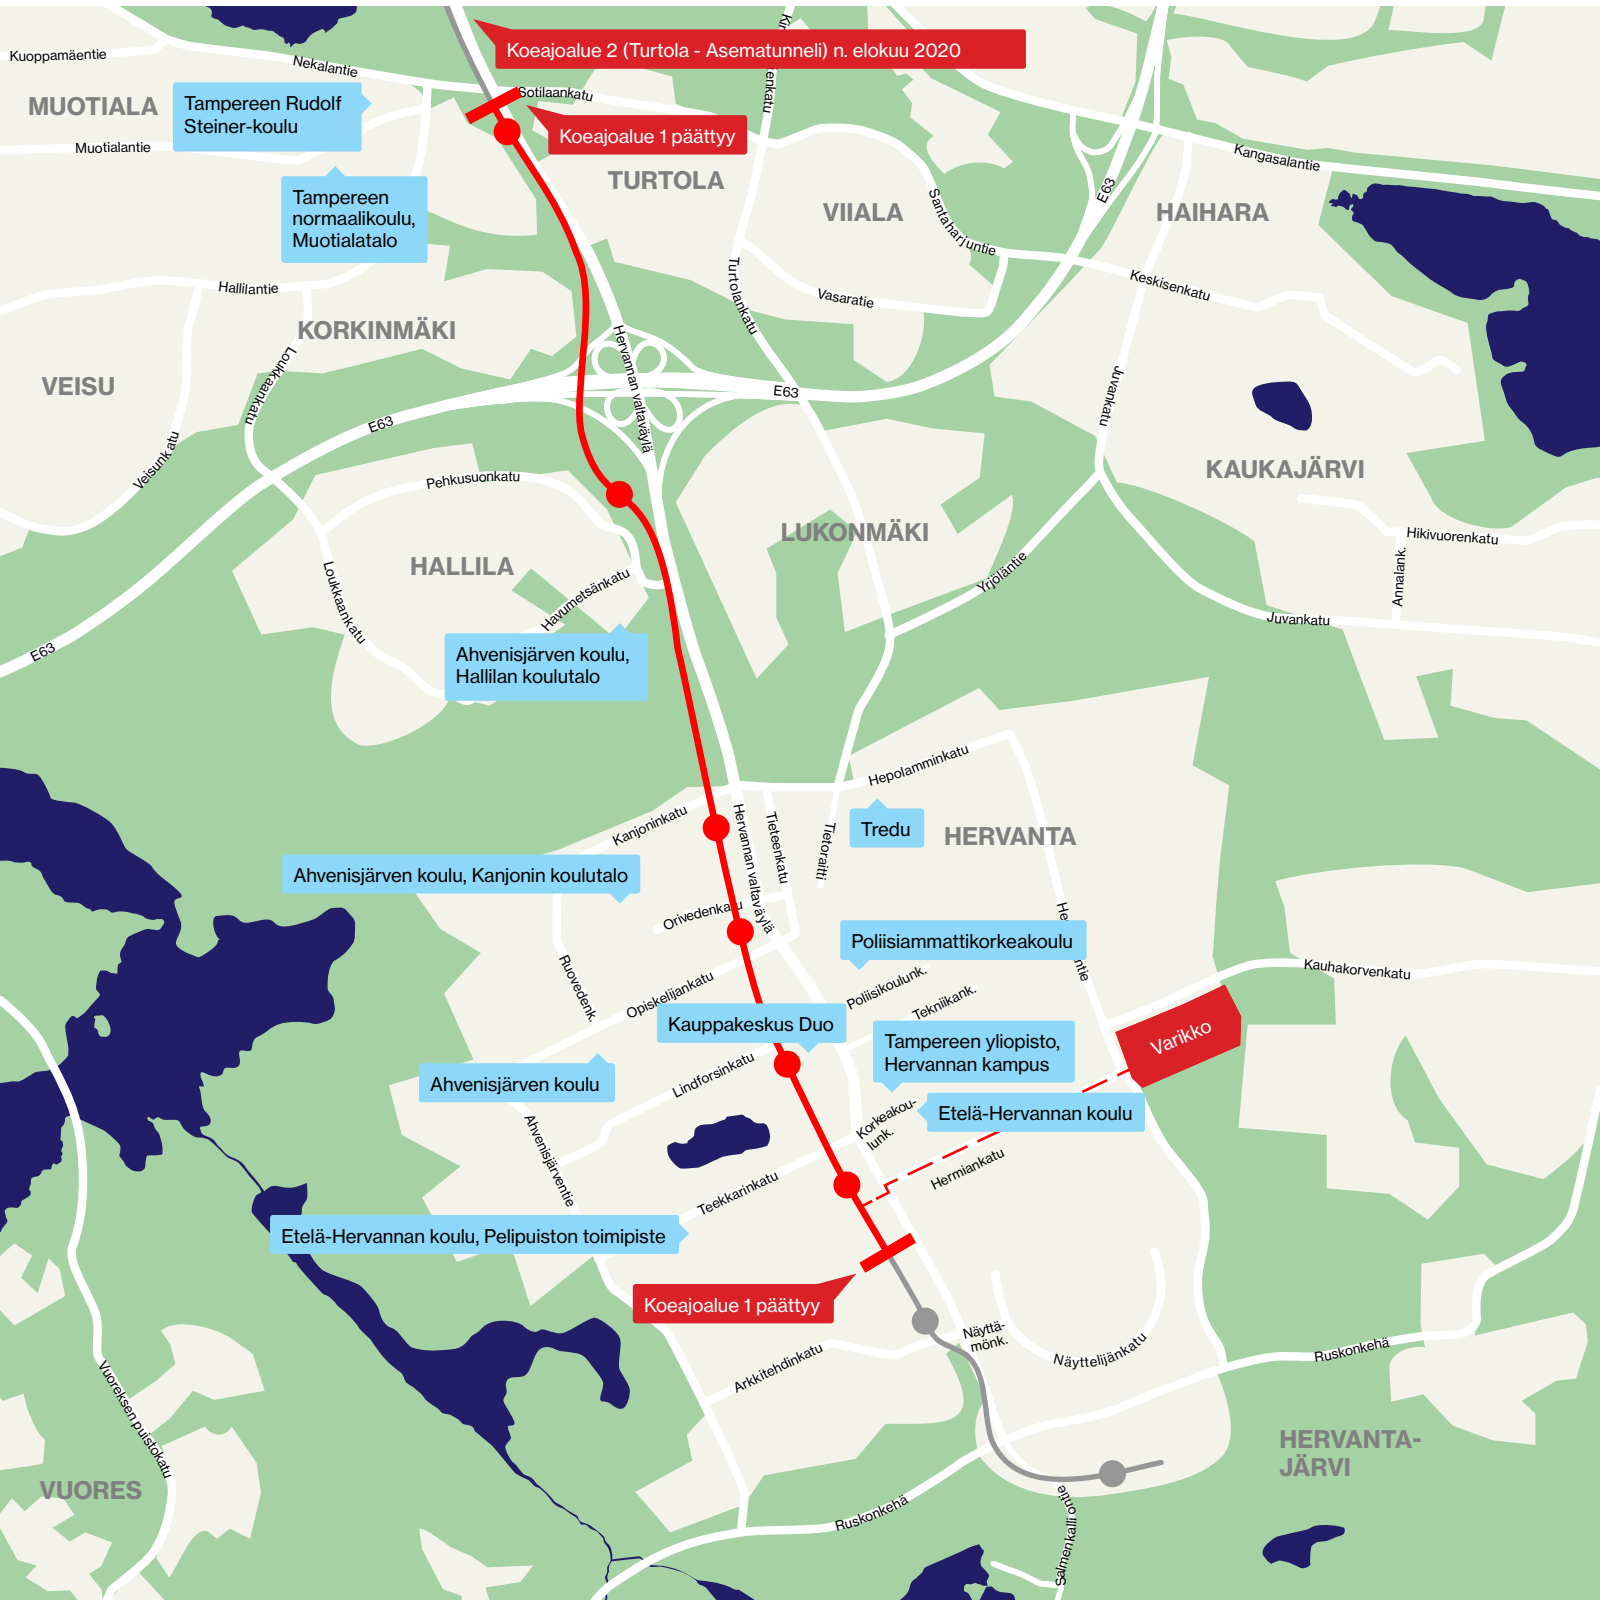 Koeajoalue 2 (Turtola - Asematunneli) n. elokuu 2020
Kuoppamäentie
Nekalantie
MUOTIALA
Tampereen Rudolf
Steiner-koulu
Sotilaankatu
Koeajoalue 1 päättyy
Muotialantie
Kangasalantie
TURTOLA
E63
Tampereen
normaalikoulu,
Muotialatalo
VIIALA
Santaharjuntie
HAIHARA
Hallilantie
Turtolankatu
Vasaratie
Keskisenkatu
KORKINMÄKI
Hervannan valtaväylä
Loukkaankatu
VEISU
E63
Juvankatu
E63
Veisunkatu
KAUKAJÄRVI
Pehkusuonkatu
LUKONMÄKI
Hikivuorenkatu
HALLILA
Annalank.
Yrjöläntie
Loukkaankatu
Havumetsänkatu
Juvankatu
E63
Ahvenisjärven koulu,
Hallilan koulutalo
Hepolamminkatu
Kanjoninkatu
Hervannan valtaväylä
Tieteenkatu
Tietoraitti
Tredu
HERVANTA
Ahvenisjärven koulu, Kanjonin koulutalo
Orivedenkatu
Poliisiammattikorkeakoulu
Ruovedenk.
Opiskelijankatu
Poliisikoulunk.
Tekniikank.
Kauhakorvenkatu
Kauppakeskus Duo
Varikko
Tampereen yliopisto,
Hervannan kampus
Ahvenisjärven koulu
Lindforsinkatu
Korkeakou-
lunk.
Etelä-Hervannan koulu
Ahvenisjärventie
Hermiankatu
Teekkarinkatu
Etelä-Hervannan koulu, Pelipuiston toimipiste
Koeajoalue 1 päättyy
Näyttä-
mönk.
Näyttelijänkatu
Ruskonkehä
Arkkitehdinkatu
Vuoreksen puistokatu
HERVANTA-
JÄRVI
VUORES
Ruskonkehä
Salmenkalli ontie